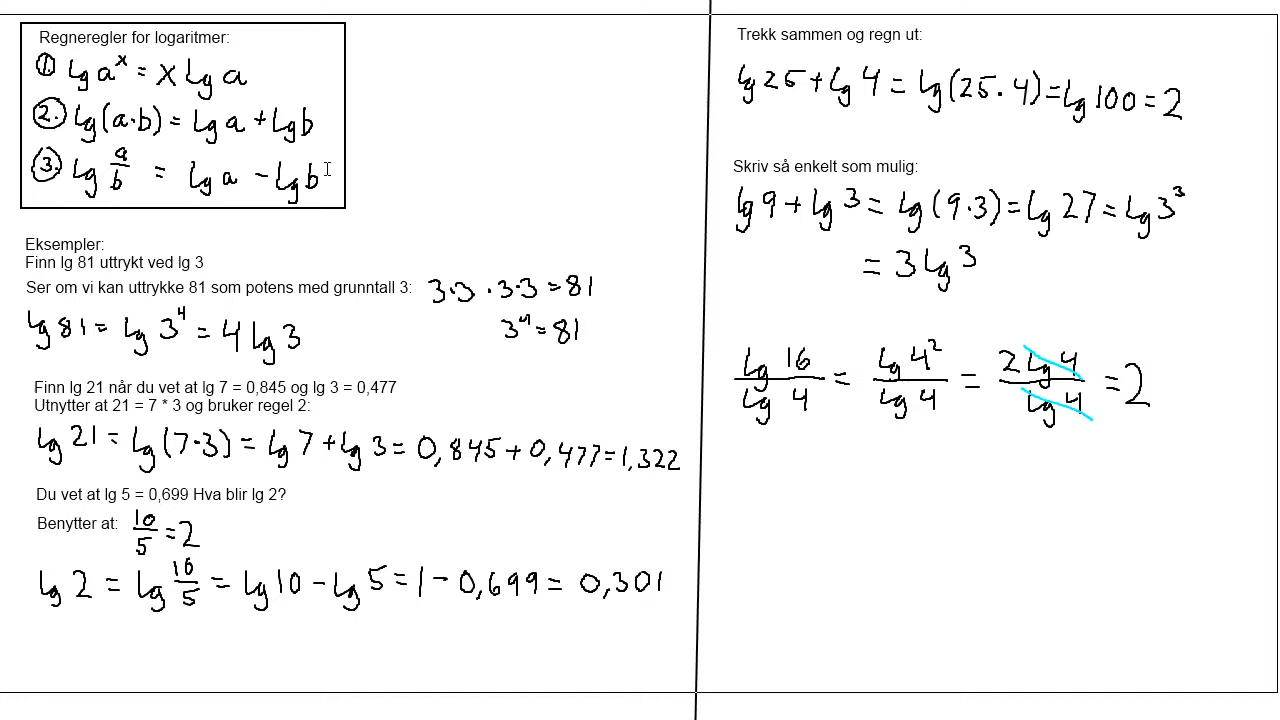 Regneregler for logaritmer:
1. lg a^x = x lg a
2. lg(a·b) = lg a + lg b
3. lg a/b = lg a - lg b
Eksempler:
Finn lg 81 uttrykt ved lg 3
Ser om vi kan uttrykke 81 som potens med grunntall 3: 3·3·3·3=81
3^4=81
lg 81 = lg 3^4 = 4 lg 3
Finn lg 21 når du vet at lg 7 = 0,845 og lg 3 = 0,477
Utnytter at 21 = 7 * 3 og bruker regel 2:
lg 21 = lg(7·3) = lg 7 + lg 3 = 0,845 + 0,477 = 1,322
Du vet at lg 5 = 0,699 Hva blir lg 2?
Benytter at: 10/5 = 2
lg 2 = lg 10/5 = lg 10 - lg 5 = 1 - 0,699 = 0,301
Trekk sammen og regn ut:
lg 25 + lg 4 = lg(25·4) = lg 100 = 2
Skriv så enkelt som mulig:
lg 9 + lg 3 = lg(9·3) = lg 27 = lg 3^3
= 3 lg 3
lg 16 / lg 4 = lg 4^2 / lg 4 = 2 lg 4 / lg 4 = 2